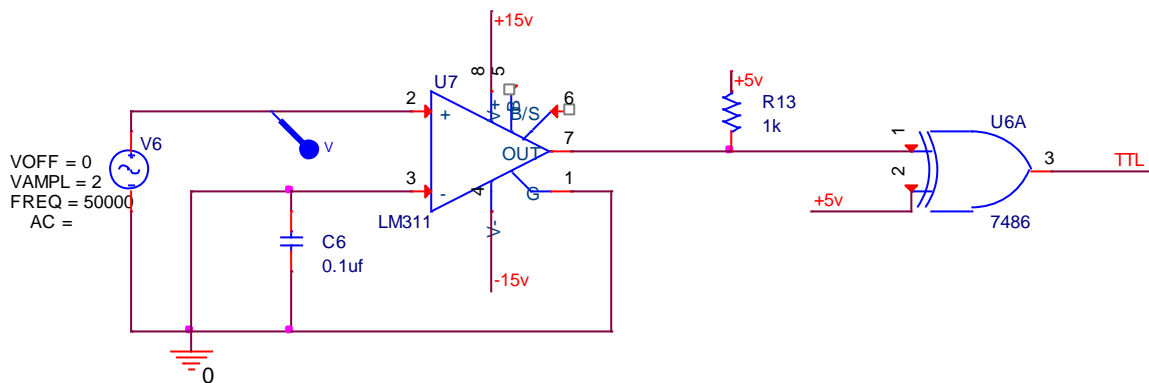 +15v
U7
8
5
V+
B
B/S
6
2
+
V6
V
OUT
7
+5v
R13
1k
1
U6A
VOFF = 0
VAMPL = 2
FREQ = 50000
AC =
3
-
LM311
4
V-
G
1
2
3
TTL
+5v
7486
C6
0.1uf
-15v
0